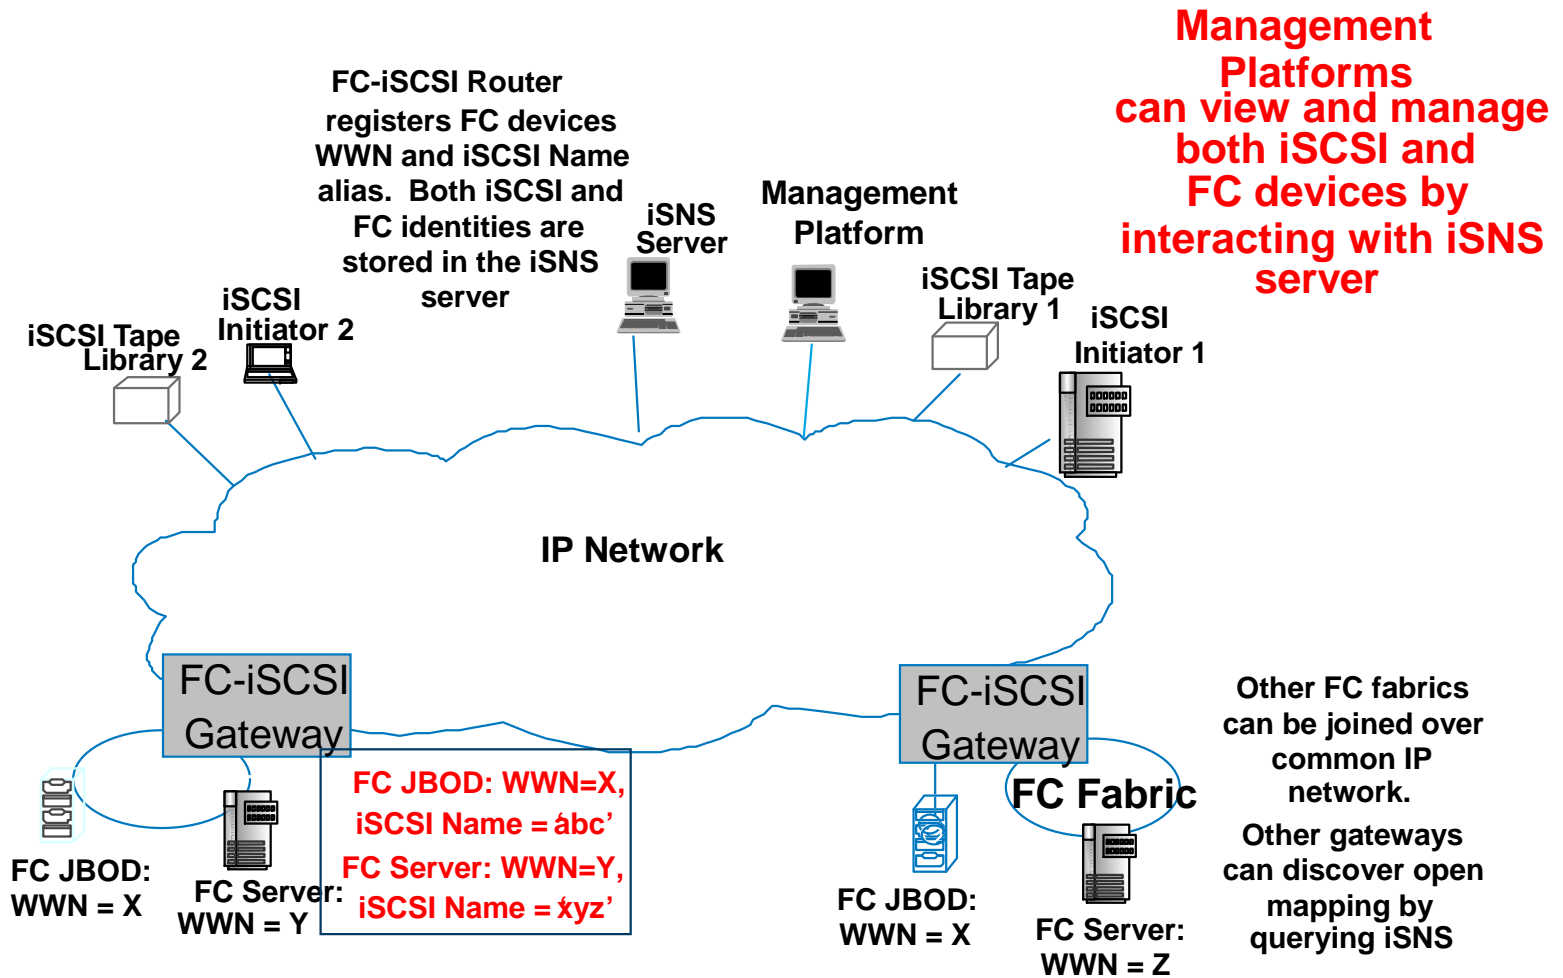 Management
Platforms
can view and manage
both iSCSI and
FC devices by
interacting with iSNS
server
FC-iSCSI Router
registers FC devices
WWN and iSCSI Name
alias. Both iSCSI and
FC identities are
stored in the iSNS
server
iSNS
Server
Management
Platform
iSCSI Tape
Library 1
iSCSI
Initiator 1
iSCSI
Initiator 2
iSCSI Tape
Library 2
IP Network
FC-iSCSI
Gateway
FC-iSCSI
Gateway
FC JBOD: WWN=X,
iSCSI Name = ‘abc’
FC Server: WWN=Y,
iSCSI Name = ‘xyz’
FC JBOD:
WWN = X
FC Server:
WWN = Y
FC Fabric
FC JBOD:
WWN = X
FC Server:
WWN = Z
Other FC fabrics
can be joined over
common IP
network.
Other gateways
can discover open
mapping by
querying iSNS